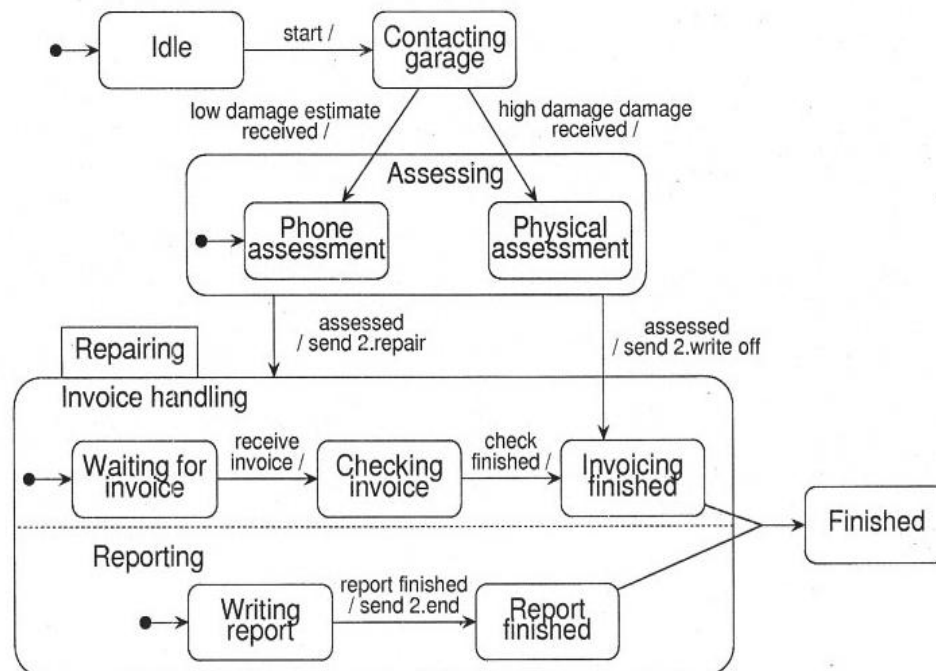 Idle
start /
Contacting
garage
low damage estimate
received /
high damage damage
received /
Assessing
Phone
assessment
Physical
assessment
assessed
/ send 2.repair
assessed
/ send 2.write off
Repairing
Invoice handling
Waiting for
invoice
receive
invoice /
Checking
invoice
check
finished /
Invoicing
finished
Finished
Reporting
Writing
report
report finished
/ send 2.end
Report
finished